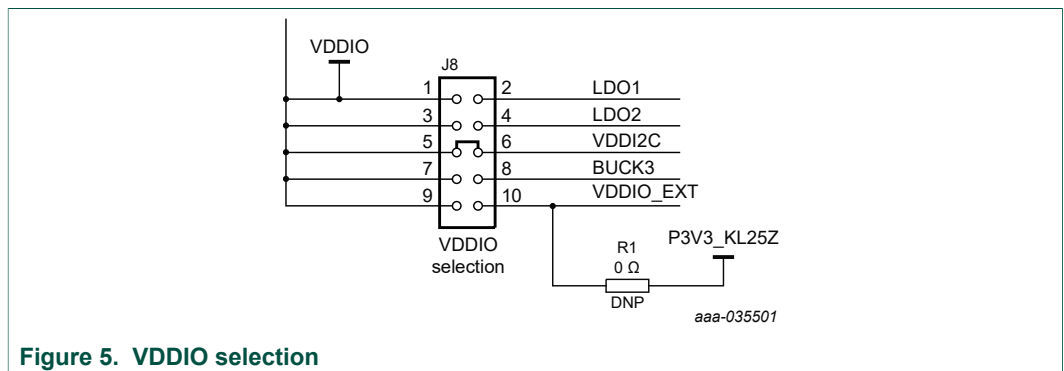 VDDIO
J8
1 2 LDO1
3 4 LDO2
5 6 VDDI2C
7 8 BUCK3
9 10 VDDIO_EXT
VDDIO
selection
P3V3_KL25Z
R1
0 Ω
DNP
aaa-035501
Figure 5. VDDIO selection